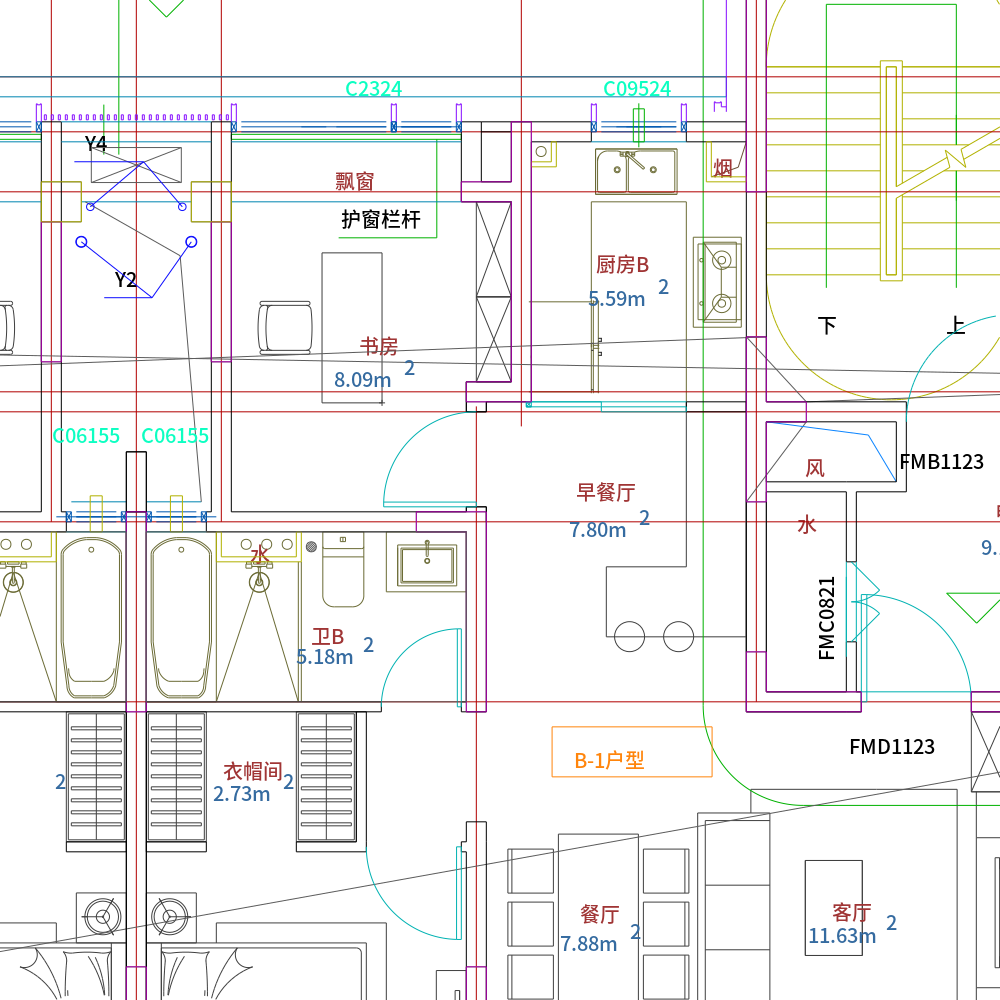 C2324
C09524
Y4
烟
飘窗
护窗栏杆
厨房B
5.59m 2
Y2
下
上
书房
8.09m 2
C06155
C06155
FMB1123
风
早餐厅
7.80m 2
水
9.
水
FMC0821
卫B
5.18m 2
FMD1123
B-1户型
衣帽间
2
2.73m 2
餐厅
7.88m 2
客厅
11.63m 2